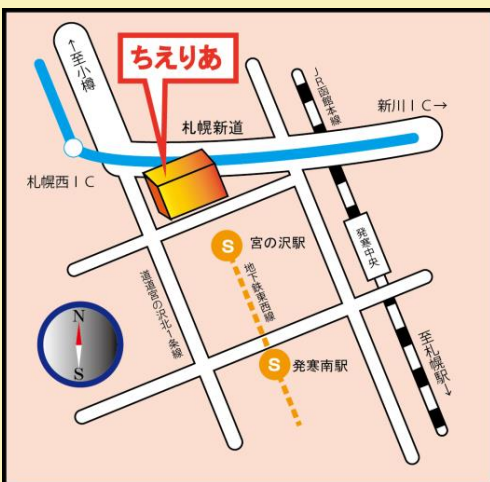 ↑至小樽
ちえりあ
JR函館本線
新川IC→
札幌新道
札幌西IC
S 宮の沢駅
発寒中央
地下鉄東西線
道道宮の沢北1条線
N
S
S 発寒南駅
至札幌駅↓